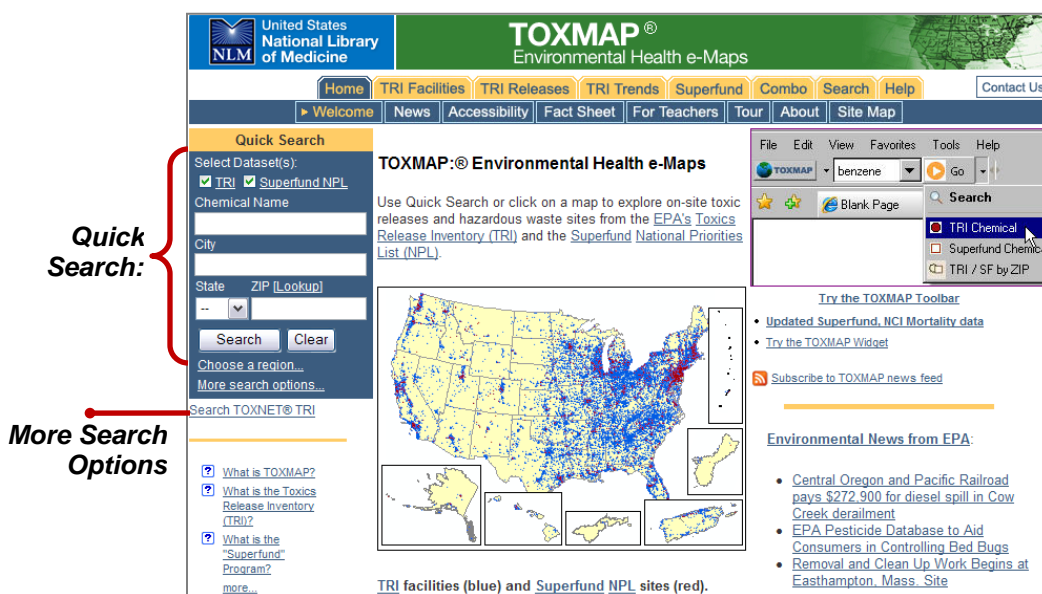 United States
National Library
of Medicine
NLM
TOXMAP®
Environmental Health e-Maps
Home TRI Facilities TRI Releases TRI Trends Superfund Combo Search Help
Contact Us
Welcome News Accessibility Fact Sheet For Teachers Tour About Site Map
Quick
Search:
More Search
Options
Quick Search
Select Dataset(s):
TRI Superfund NPL
Chemical Name
City
State ZIP [Lookup]
--
Search Clear
Choose a region...
More search options...
Search TOXNET® TRI
What is TOXMAP?
What is the Toxics
Release Inventory
(TRI)?
What is the
"Superfund"
Program?
more...
TOXMAP:® Environmental Health e-Maps
Use Quick Search or click on a map to explore on-site toxic
releases and hazardous waste sites from the EPA's Toxics
Release Inventory (TRI) and the Superfund National Priorities
List (NPL).
TRI facilities (blue) and Superfund NPL sites (red).
File Edit View Favorites Tools Help
TOXMAP benzene Go
Blank Page
Search
TRI Chemical
Superfund Chemica
TRI / SF by ZIP
Try the TOXMAP Toolbar
Updated Superfund, NCI Mortality data
Try the TOXMAP Widget
Subscribe to TOXMAP news feed
Environmental News from EPA:
Central Oregon and Pacific Railroad
pays $272,900 for diesel spill in Cow
Creek derailment
EPA Pesticide Database to Aid
Consumers in Controlling Bed Bugs
Removal and Clean Up Work Begins at
Easthampton, Mass. Site